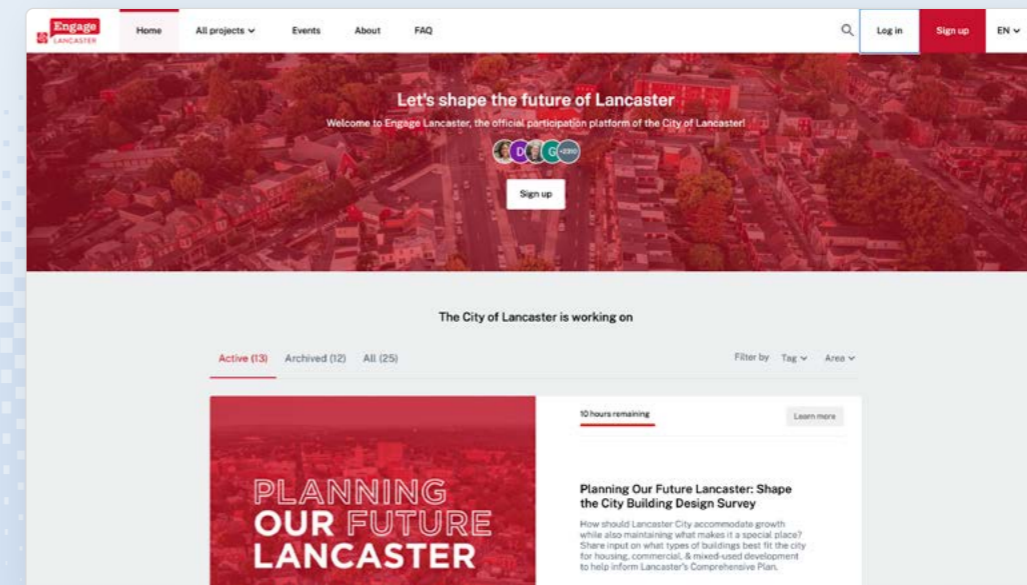 Engage
LANCASTER
Home
All projects
Events
About
FAQ
Log in
Sign up
EN
Let's shape the future of Lancaster
Welcome to Engage Lancaster, the official participation platform of the City of Lancaster!
D
G
Sign up
The City of Lancaster is working on
Active (13)
Archived (12)
All (25)
Filter by
Tag
Area
PLANNING
OUR FUTURE
LANCASTER
10 hours remaining
Learn more
Planning Our Future Lancaster: Shape
the City Building Design Survey
How should Lancaster City accommodate growth
while also maintaining what makes it a special place?
Share input on what types of buildings best fit the city
for housing, commercial, & mixed-used development
to help inform Lancaster's Comprehensive Plan.